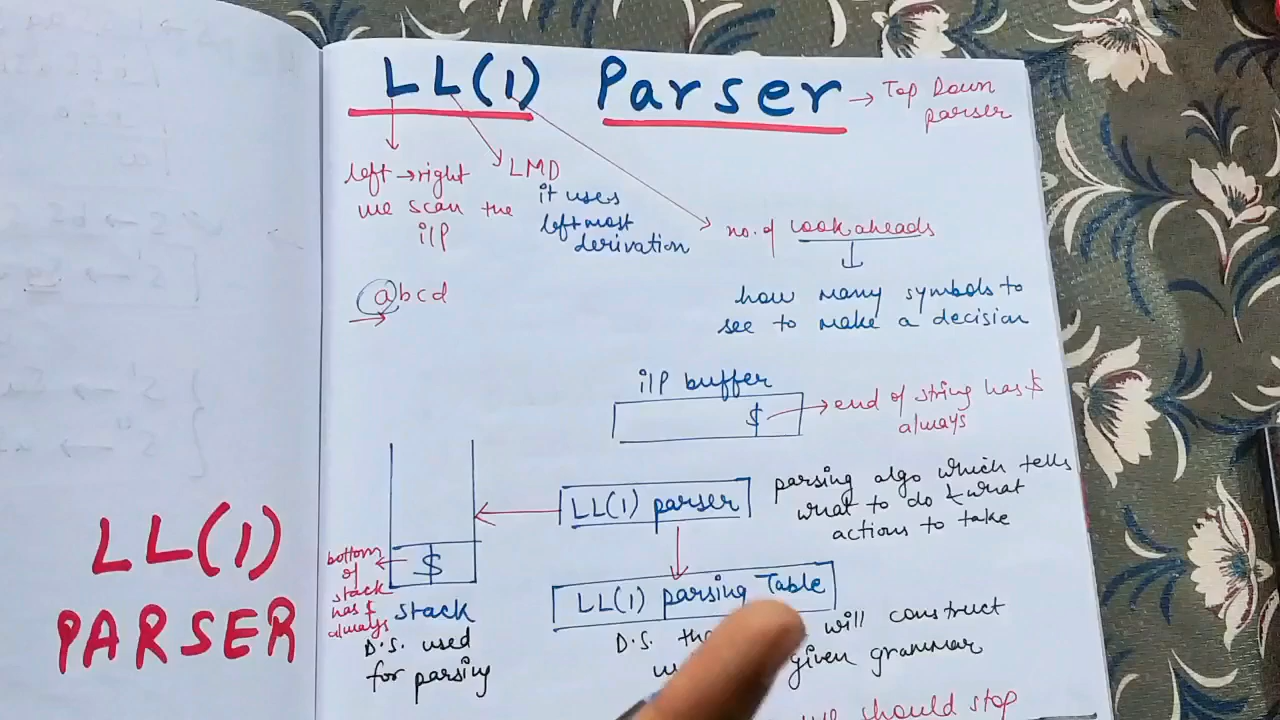 LL(1) Parser → Top Down
parser
left → right
we scan the
i/p
LMD
it uses
leftmost
derivation
no. of lookaheads
how many symbols to
see to make a decision
abcd
i/p buffer
$
end of string has $
always
LL(1) parser
parsing algo which tells
what to do & what
actions to take
$
bottom
of
stack
has $
always
stack
D.S. used
for parsing
LL(1) parsing Table
D.S. will construct
given grammar
should stop
LL(1)
PARSER